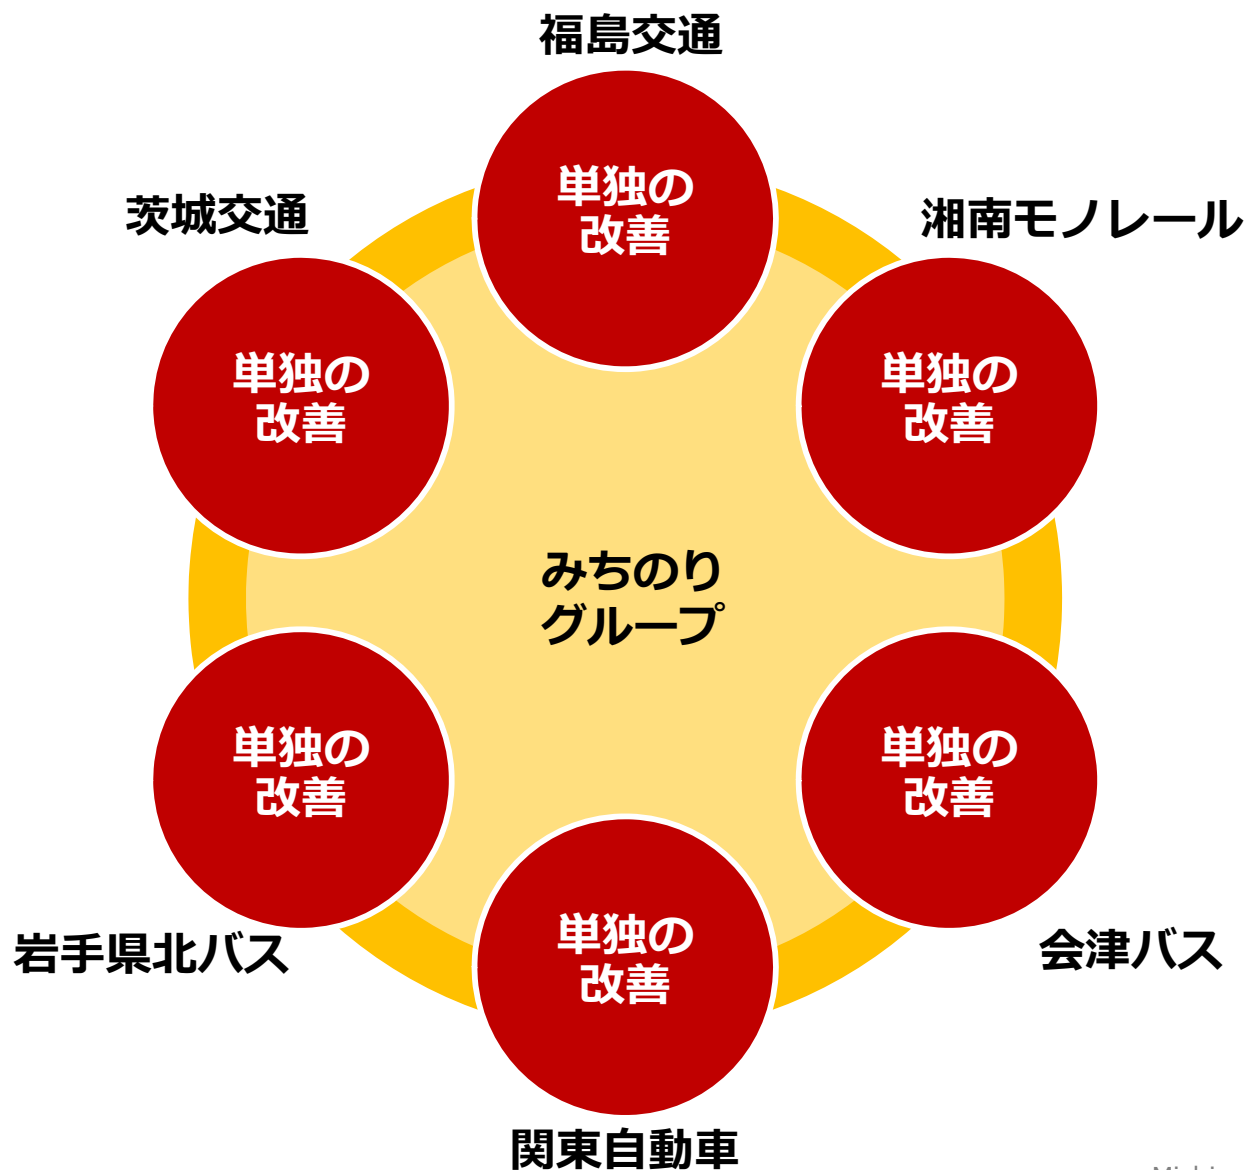 福島交通
単独の
改善
茨城交通
湘南モノレール
単独の
改善
単独の
改善
みちのり
グループ
単独の
改善
単独の
改善
岩手県北バス
会津バス
単独の
改善
関東自動車